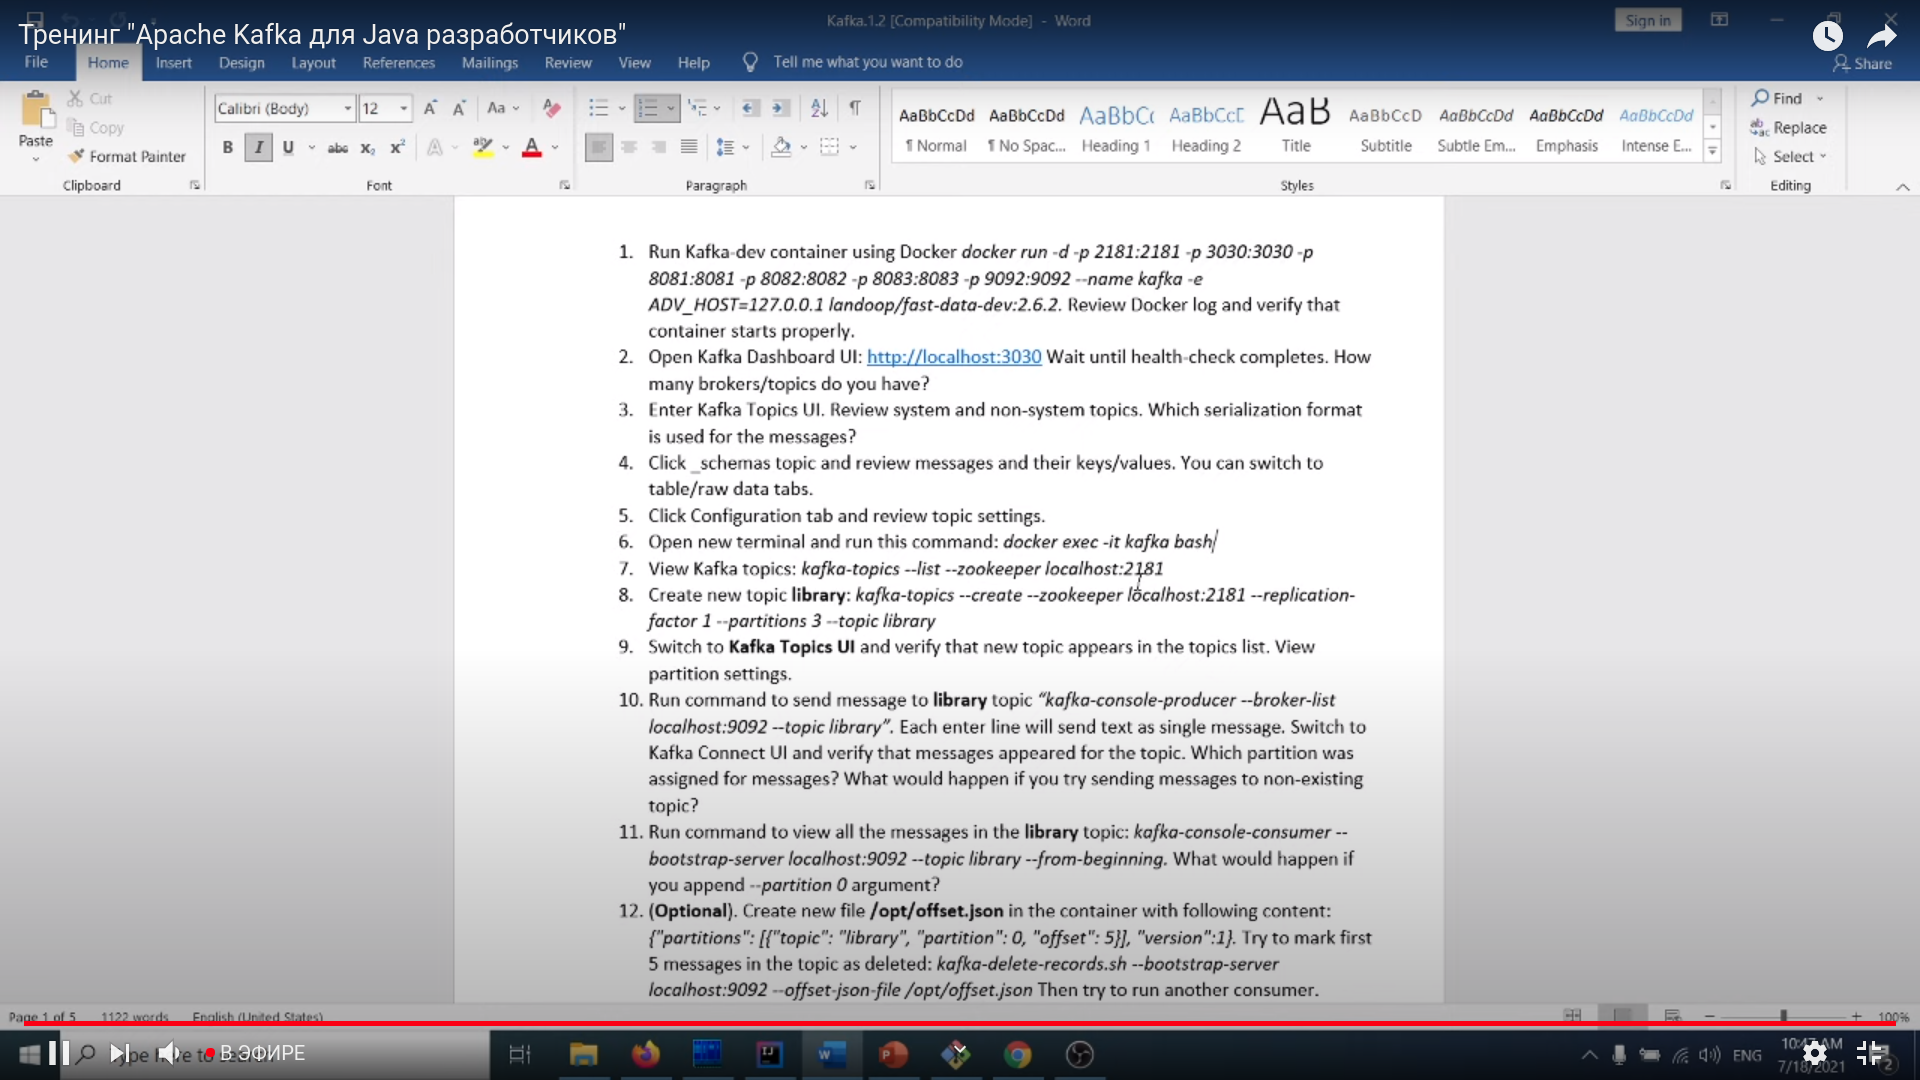 Kafka.1.2 [Compatibility Mode] - Word
Sign in
Тренинг "Apache Kafka для Java разработчиков"
File Home Insert Design Layout References Mailings Review View Help Tell me what you want to do
Share
Cut
Copy
Paste
Format Painter
Clipboard
Calibri (Body) 12
Font
Paragraph
AaBbCcDd AaBbCcDd AaBbCc AaBbCcD AaB AaBbCcD AaBbCcDd AaBbCcDd AaBbCcDd
¶ Normal ¶ No Spac... Heading 1 Heading 2 Title Subtitle Subtle Em... Emphasis Intense E...
Styles
Find
Replace
Select
Editing
1. Run Kafka-dev container using Docker docker run -d -p 2181:2181 -p 3030:3030 -p
8081:8081 -p 8082:8082 -p 8083:8083 -p 9092:9092 --name kafka -e
ADV_HOST=127.0.0.1 landoop/fast-data-dev:2.6.2. Review Docker log and verify that
container starts properly.
2. Open Kafka Dashboard UI: http://localhost:3030 Wait until health-check completes. How
many brokers/topics do you have?
3. Enter Kafka Topics UI. Review system and non-system topics. Which serialization format
is used for the messages?
4. Click _schemas topic and review messages and their keys/values. You can switch to
table/raw data tabs.
5. Click Configuration tab and review topic settings.
6. Open new terminal and run this command: docker exec -it kafka bash
7. View Kafka topics: kafka-topics --list --zookeeper localhost:2181
8. Create new topic library: kafka-topics --create --zookeeper localhost:2181 --replication-
factor 1 --partitions 3 --topic library
9. Switch to Kafka Topics UI and verify that new topic appears in the topics list. View
partition settings.
10. Run command to send message to library topic “kafka-console-producer --broker-list
localhost:9092 --topic library”. Each enter line will send text as single message. Switch to
Kafka Connect UI and verify that messages appeared for the topic. Which partition was
assigned for messages? What would happen if you try sending messages to non-existing
topic?
11. Run command to view all the messages in the library topic: kafka-console-consumer --
bootstrap-server localhost:9092 --topic library --from-beginning. What would happen if
you append --partition 0 argument?
12. (Optional). Create new file /opt/offset.json in the container with following content:
{"partitions": [{"topic": "library", "partition": 0, "offset": 5}], "version":1}. Try to mark first
5 messages in the topic as deleted: kafka-delete-records.sh --bootstrap-server
localhost:9092 --offset-json-file /opt/offset.json Then try to run another consumer.
Page 1 of 5 1122 words English (United States)
100%
В ЭФИРЕ
ENG
7/18/2021